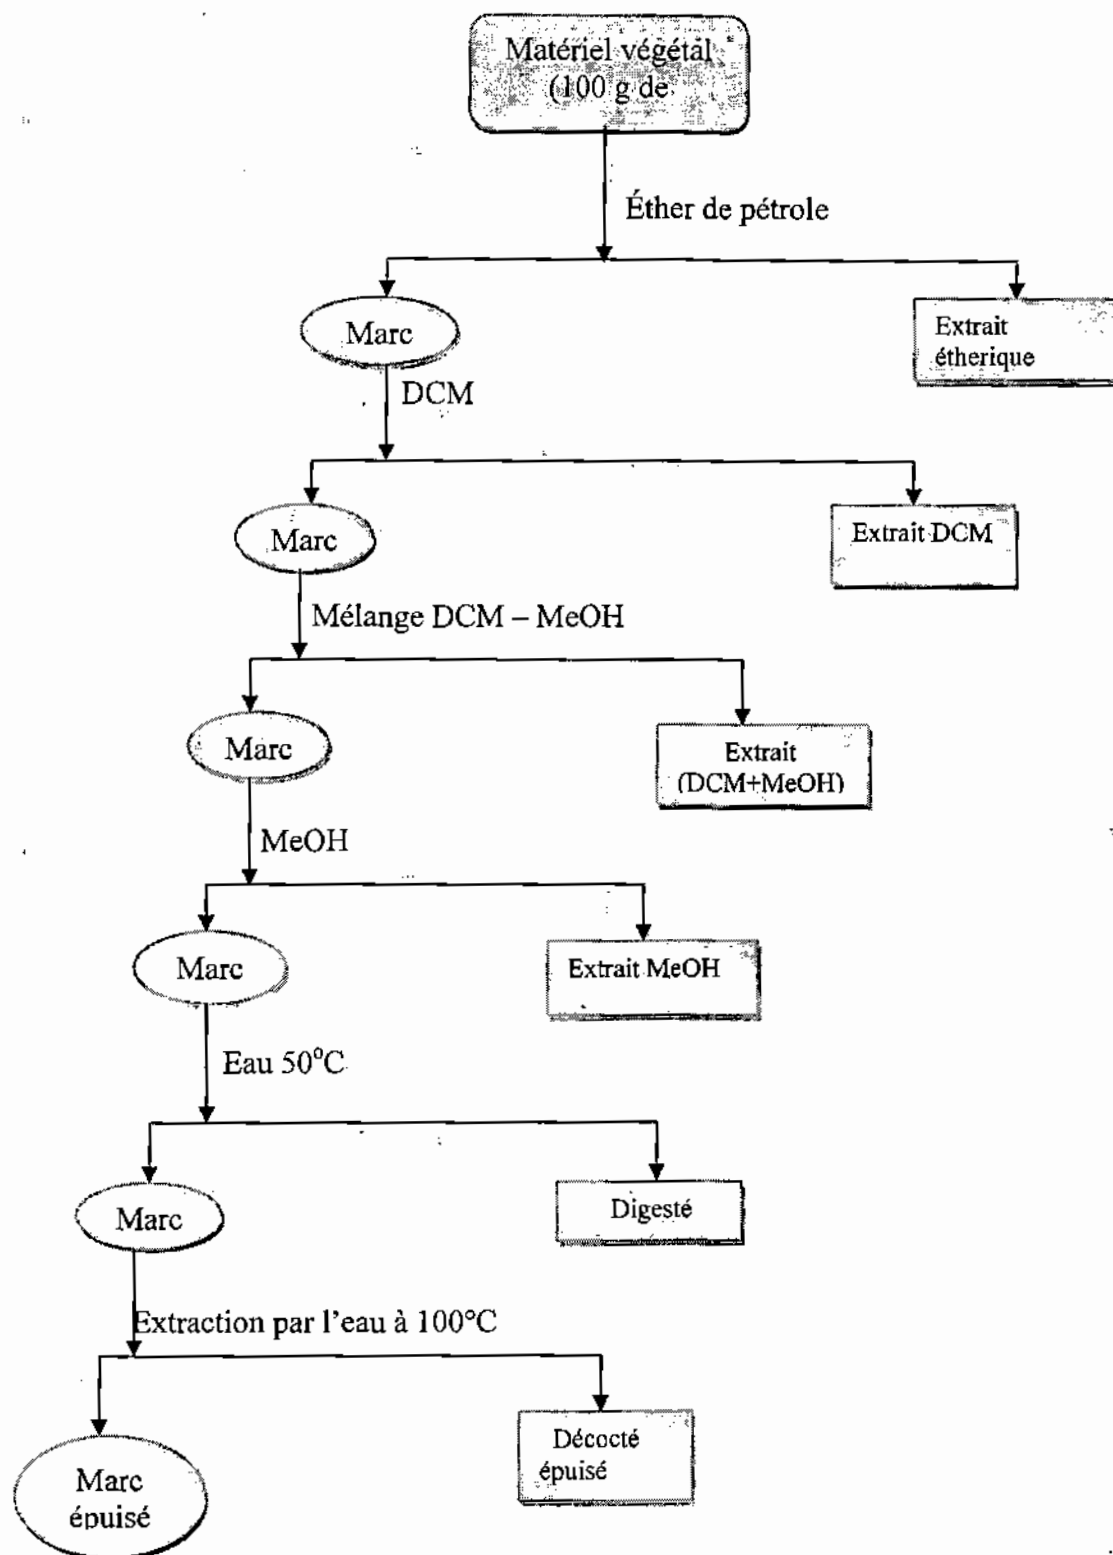 Matériel végétal
(100 g de
Éther de pétrole
Marc
Extrait
étherique
DCM
Marc
Extrait DCM
Mélange DCM – MeOH
Marc
Extrait
(DCM+MeOH)
MeOH
Marc
Extrait MeOH
Eau 50°C
Marc
Digesté
Extraction par l'eau à 100°C
Marc
épuisé
Décocté
épuisé